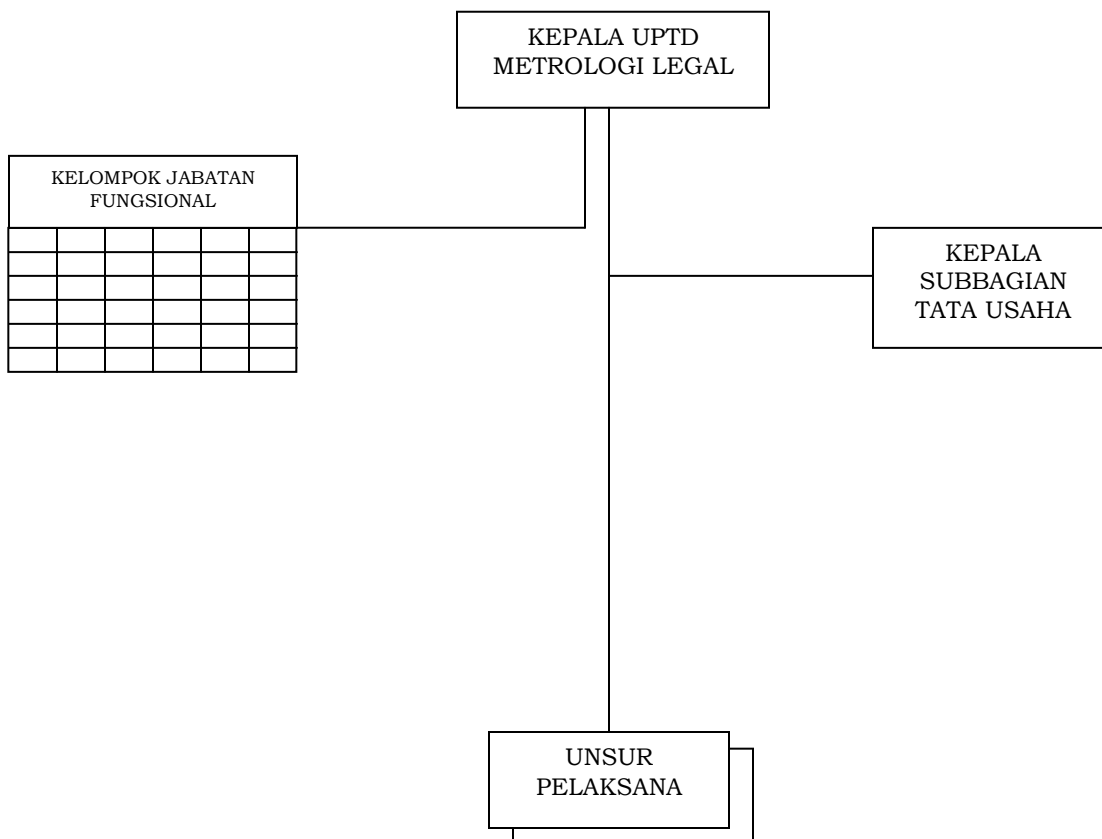 KEPALA UPTD
METROLOGI LEGAL
KELOMPOK JABATAN
FUNGSIONAL
KEPALA
SUBBAGIAN
TATA USAHA
UNSUR
PELAKSANA